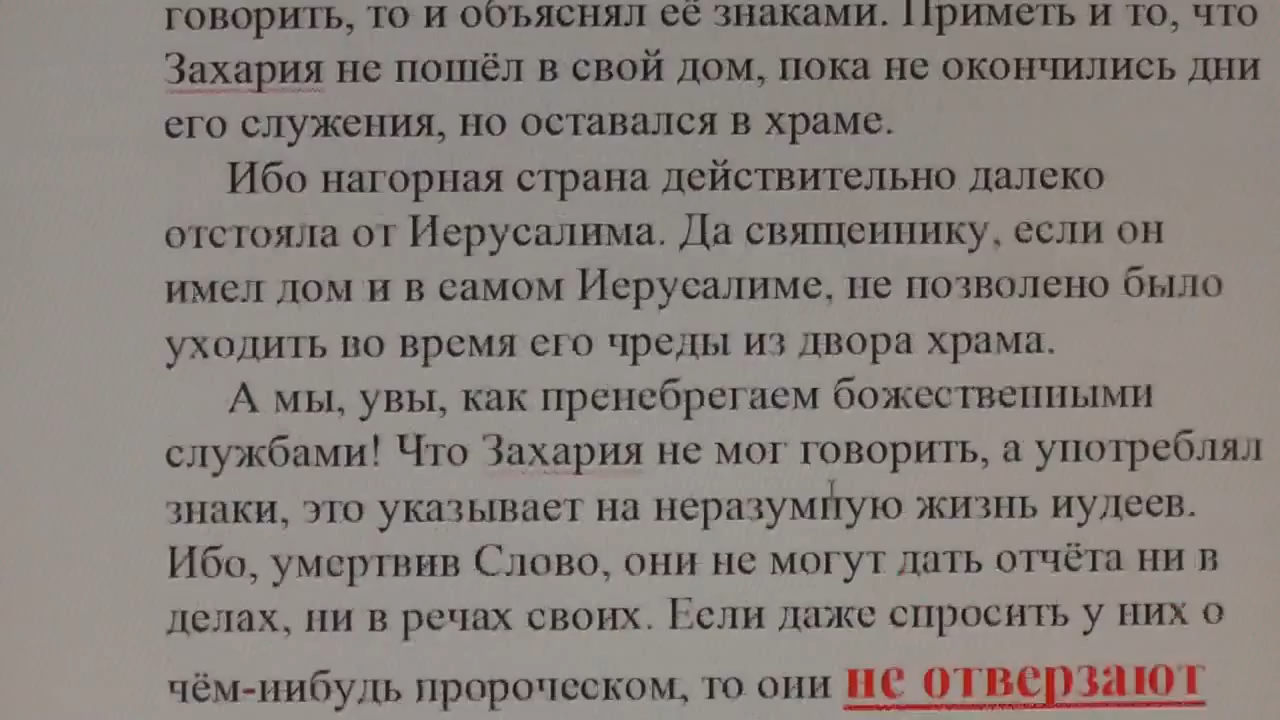 говорить, то и объяснял её знаками. Приметь и то, что
Захария не пошёл в свой дом, пока не окончились дни
его служения, но оставался в храме.
Ибо нагорная страна действительно далеко
отстояла от Иерусалима. Да священнику, если он
имел дом и в самом Иерусалиме, не позволено было
уходить во время его чреды из двора храма.
А мы, увы, как пренебрегаем божественными
службами! Что Захария не мог говорить, а употреблял
знаки, это указывает на неразумную жизнь иудеев.
Ибо, умертвив Слово, они не могут дать отчёта ни в
делах, ни в речах своих. Если даже спросить у них о
чём-нибудь пророческом, то они не отверзают